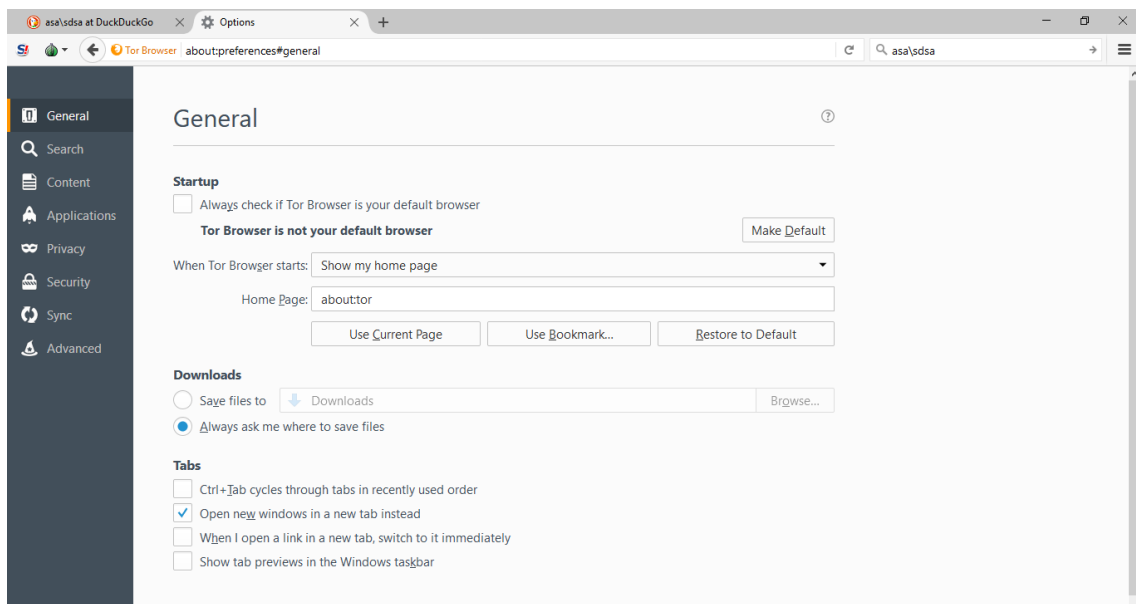 asa\sdsa at DuckDuckGo Options
Tor Browser about:preferences#general asa\sdsa
General
Search
Content
Applications
Privacy
Security
Sync
Advanced
General
Startup
Always check if Tor Browser is your default browser
Tor Browser is not your default browser Make Default
When Tor Browser starts: Show my home page
Home Page: about:tor
Use Current Page Use Bookmark... Restore to Default
Downloads
Save files to Downloads Browse...
Always ask me where to save files
Tabs
Ctrl+Tab cycles through tabs in recently used order
Open new windows in a new tab instead
When I open a link in a new tab, switch to it immediately
Show tab previews in the Windows taskbar